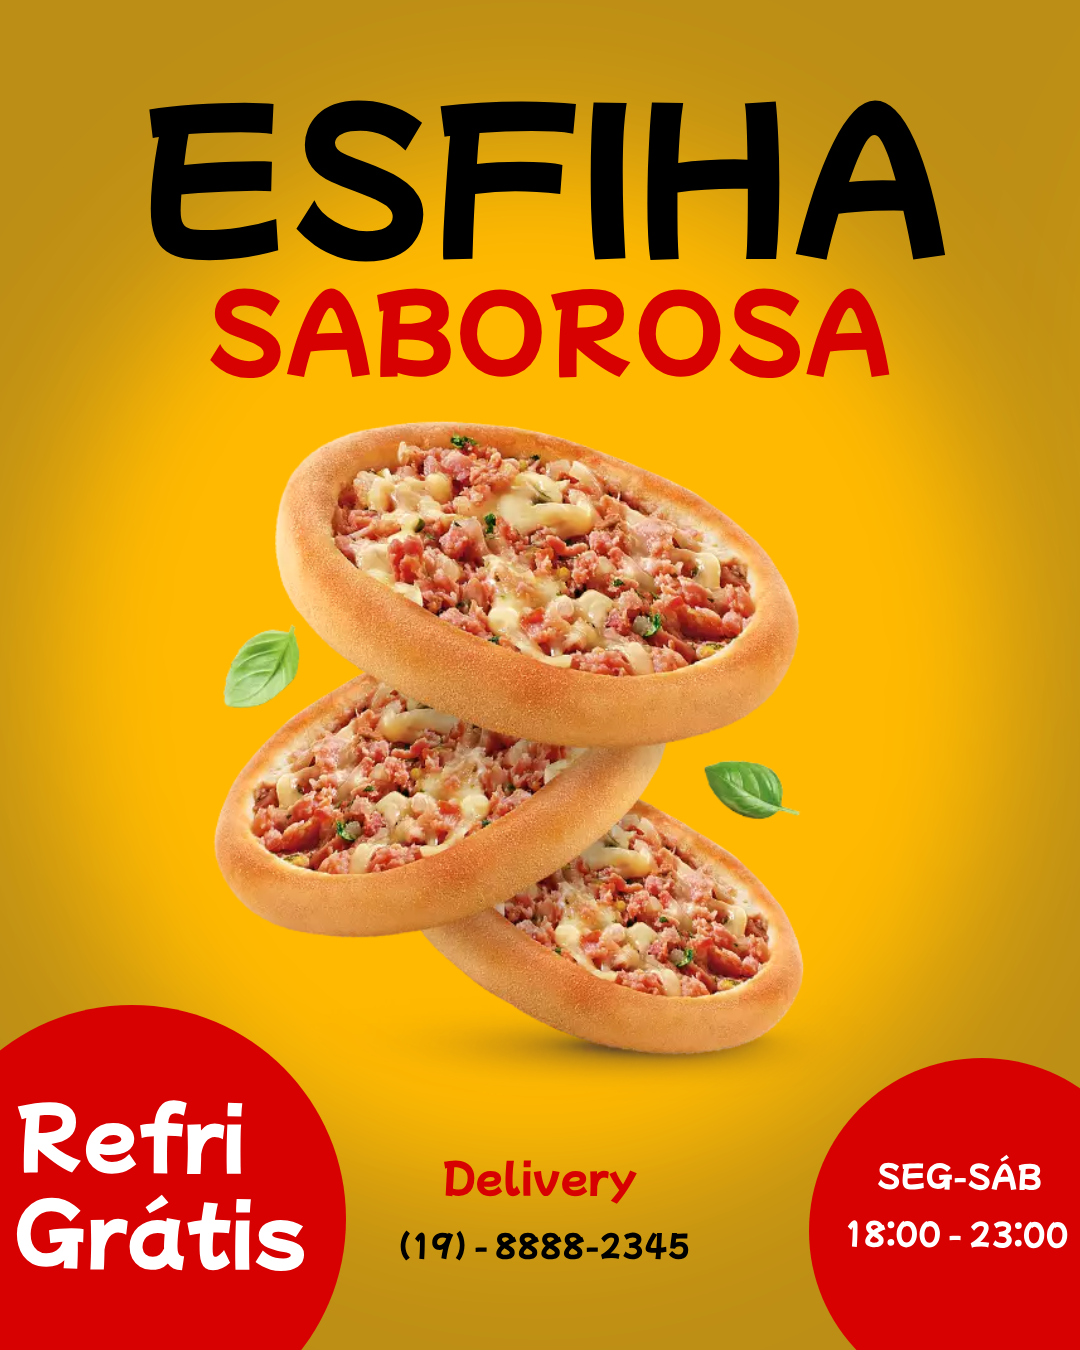 ESFIHA
SABOROSA
Refri
Grátis
Delivery
(19) - 8888-2345
SEG-SÁB
18:00 - 23:00